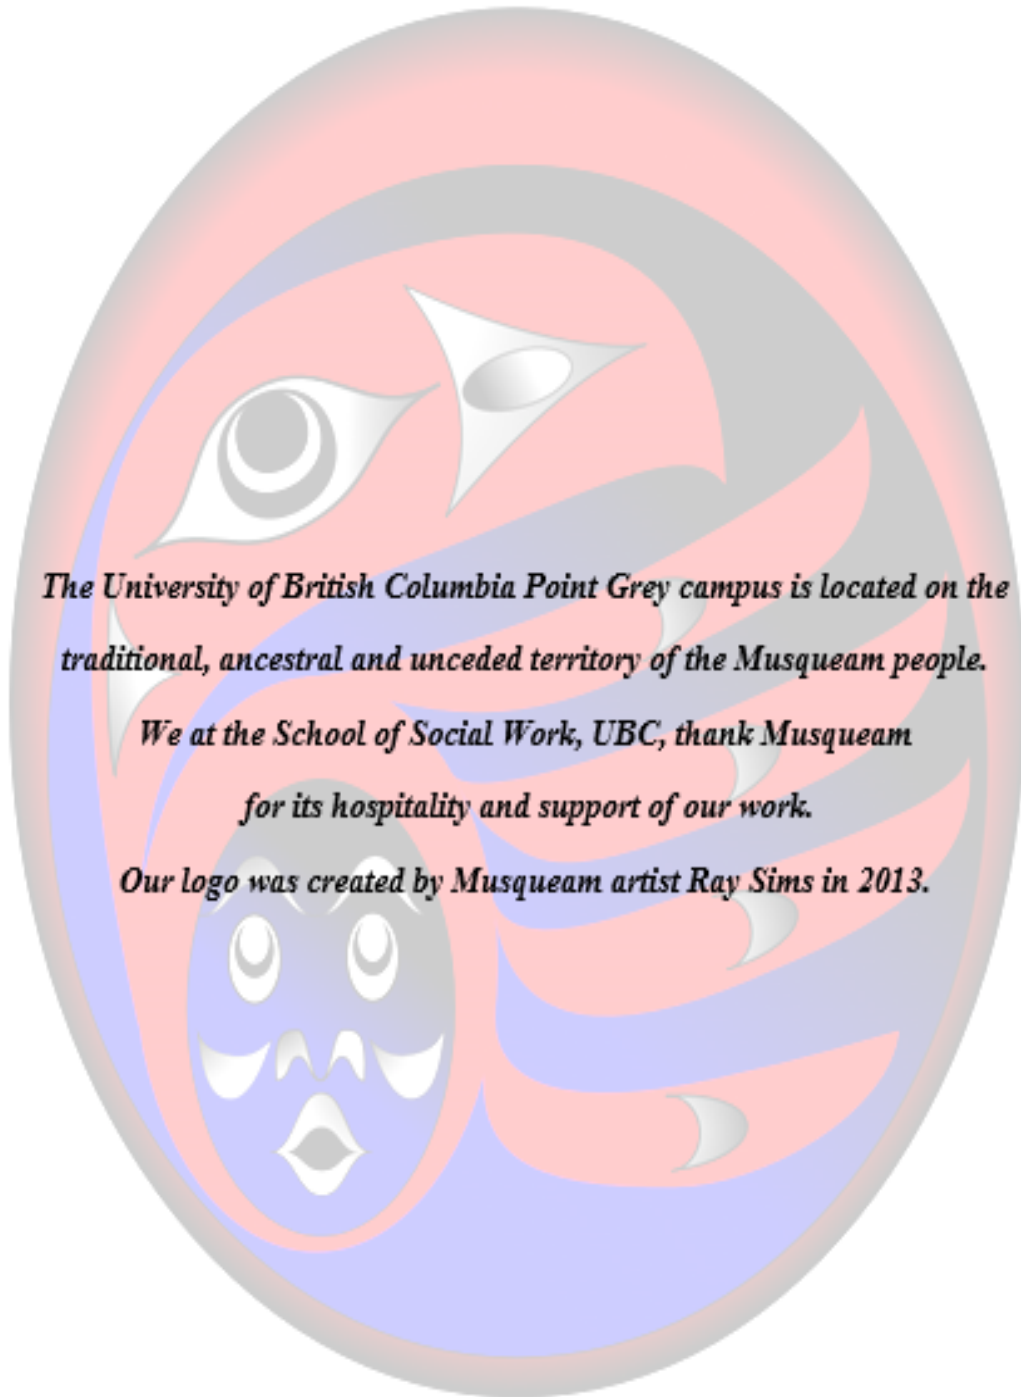 The University of British Columbia Point Grey campus is located on the
traditional, ancestral and unceded territory of the Musqueam people.
We at the School of Social Work, UBC, thank Musqueam
for its hospitality and support of our work.
Our logo was created by Musqueam artist Ray Sims in 2013.